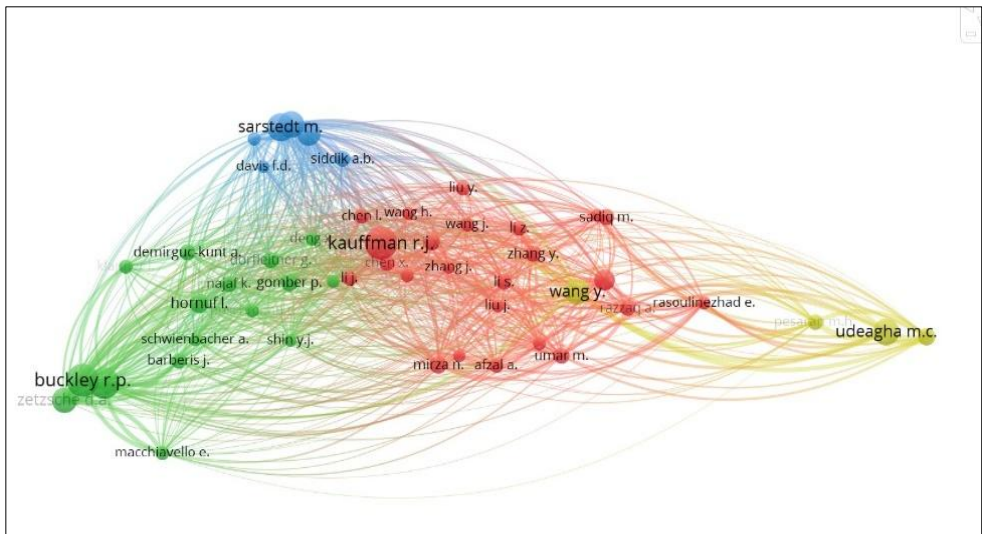 sarstedt m.
davis f.d.
siddik a.b.
liu y.
chen l.
wang h.
wang j.
li z.
sadiq m.
kauffman r.j.
demirguc-kunt a.
dorfleitner g.
chen x.
zhang j.
zhang y.
najaf k.
gomber p.
li j.
li s.
wang y.
hornuf l.
liu j.
razzaq a.
rasoulinezhad e.
udeagha m.c.
schwienbacher a.
shin y.j.
barberis j.
mirza n.
afzal a.
umar m.
buckley r.p.
zetzsche d.a.
macchiavello e.